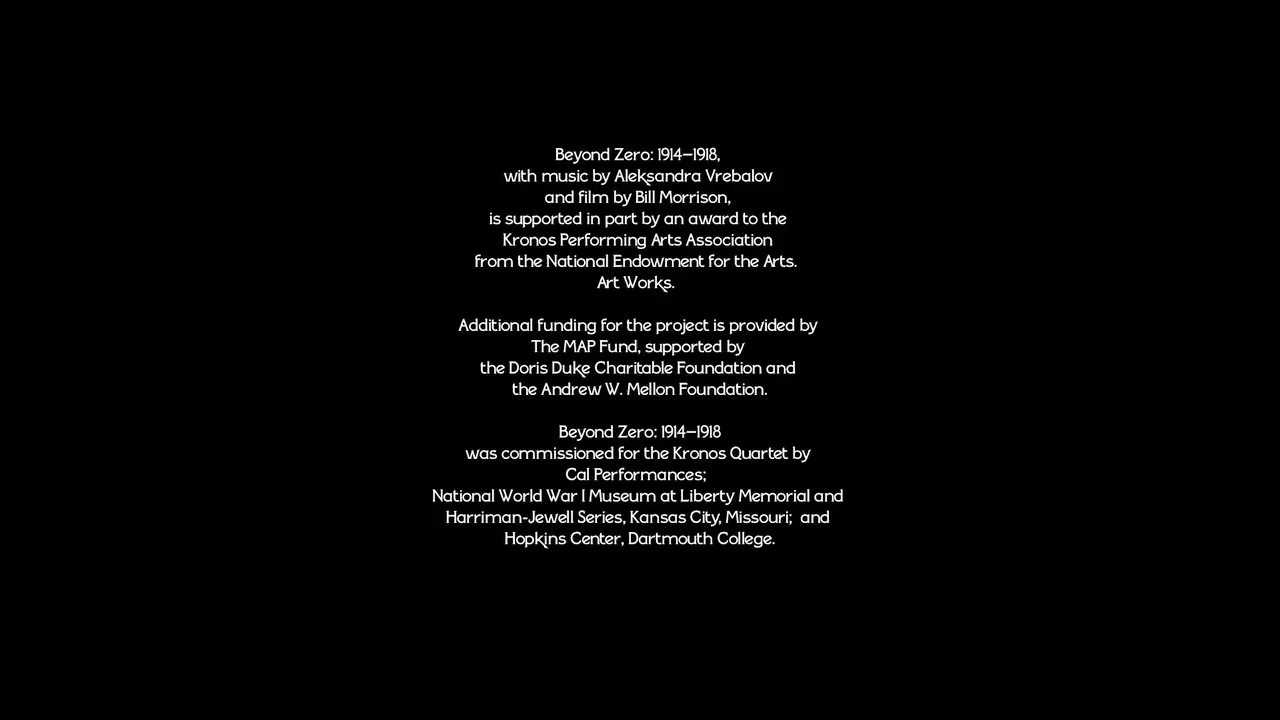 Beyond Zero: 1914–1918,
with music by Aleksandra Vrebalov
and film by Bill Morrison,
is supported in part by an award to the
Kronos Performing Arts Association
from the National Endowment for the Arts.
Art Works.
Additional funding for the project is provided by
The MAP Fund, supported by
the Doris Duke Charitable Foundation and
the Andrew W. Mellon Foundation.
Beyond Zero: 1914–1918
was commissioned for the Kronos Quartet by
Cal Performances;
National World War I Museum at Liberty Memorial and
Harriman-Jewell Series, Kansas City, Missouri;  and
Hopkins Center, Dartmouth College.